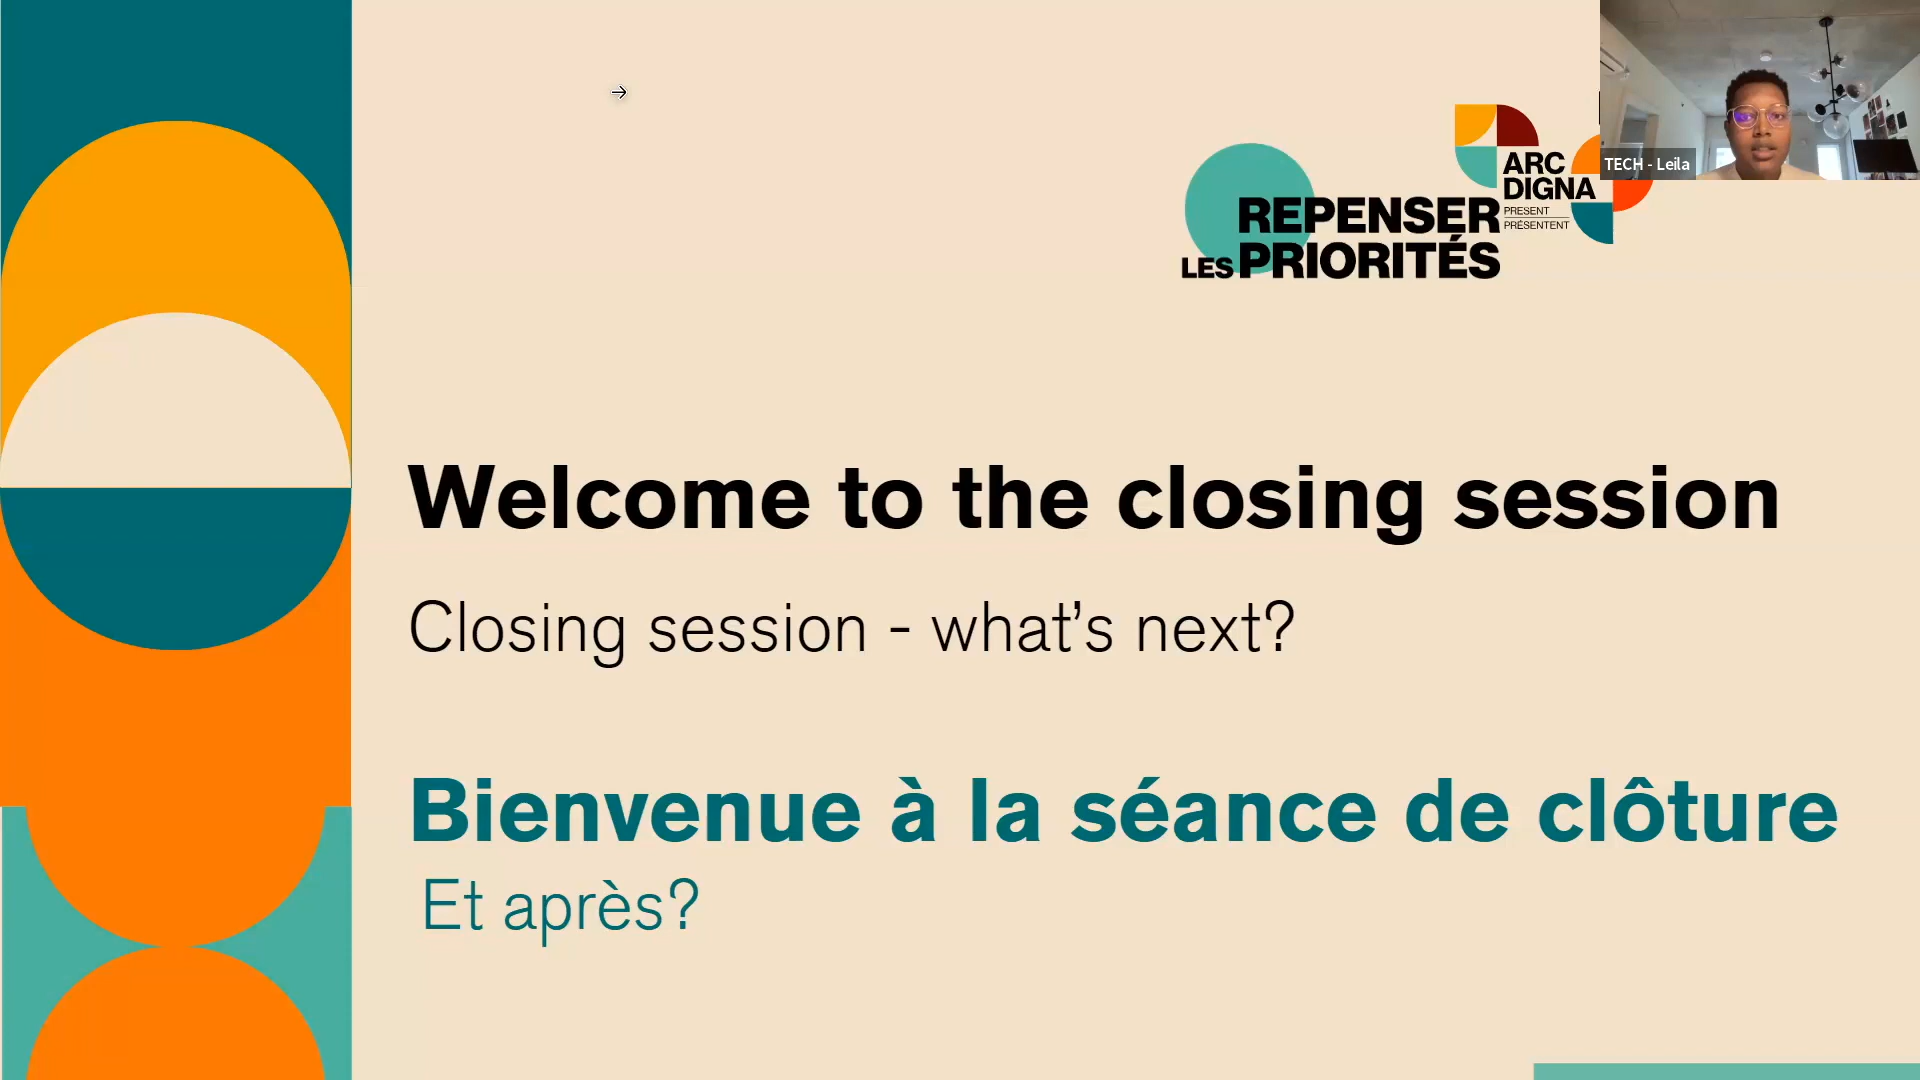 TECH - Leila
ARC
DIGNA
PRESENT
PRÉSENTENT
REPENSER
LES PRIORITÉS
Welcome to the closing session
Closing session - what’s next?
Bienvenue à la séance de clôture
Et après?